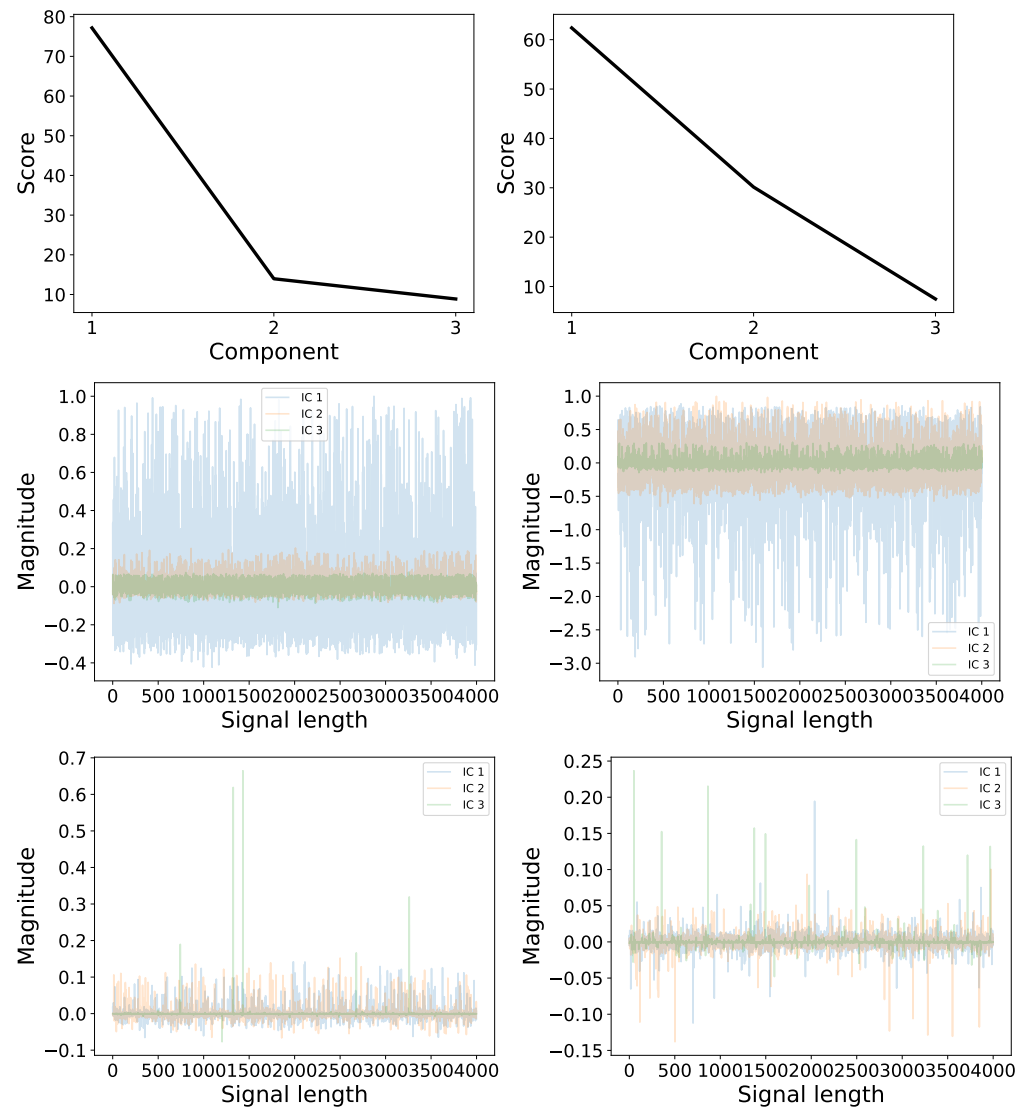 80
70
60
50
40
30
20
10
Score
1 2 3
Component
60
50
40
30
20
10
Score
1 2 3
Component
1.0
0.8
0.6
0.4
0.2
0.0
−0.2
−0.4
Magnitude
IC 1
IC 2
IC 3
0 500 1000 1500 2000 2500 3000 3500 4000
Signal length
1.0
0.5
0.0
−0.5
−1.0
−1.5
−2.0
−2.5
−3.0
Magnitude
IC 1
IC 2
IC 3
0 500 1000 1500 2000 2500 3000 3500 4000
Signal length
0.7
0.6
0.5
0.4
0.3
0.2
0.1
0.0
−0.1
Magnitude
IC 1
IC 2
IC 3
0 500 1000 1500 2000 2500 3000 3500 4000
Signal length
0.25
0.20
0.15
0.10
0.05
0.00
−0.05
−0.10
−0.15
Magnitude
IC 1
IC 2
IC 3
0 500 1000 1500 2000 2500 3000 3500 4000
Signal length